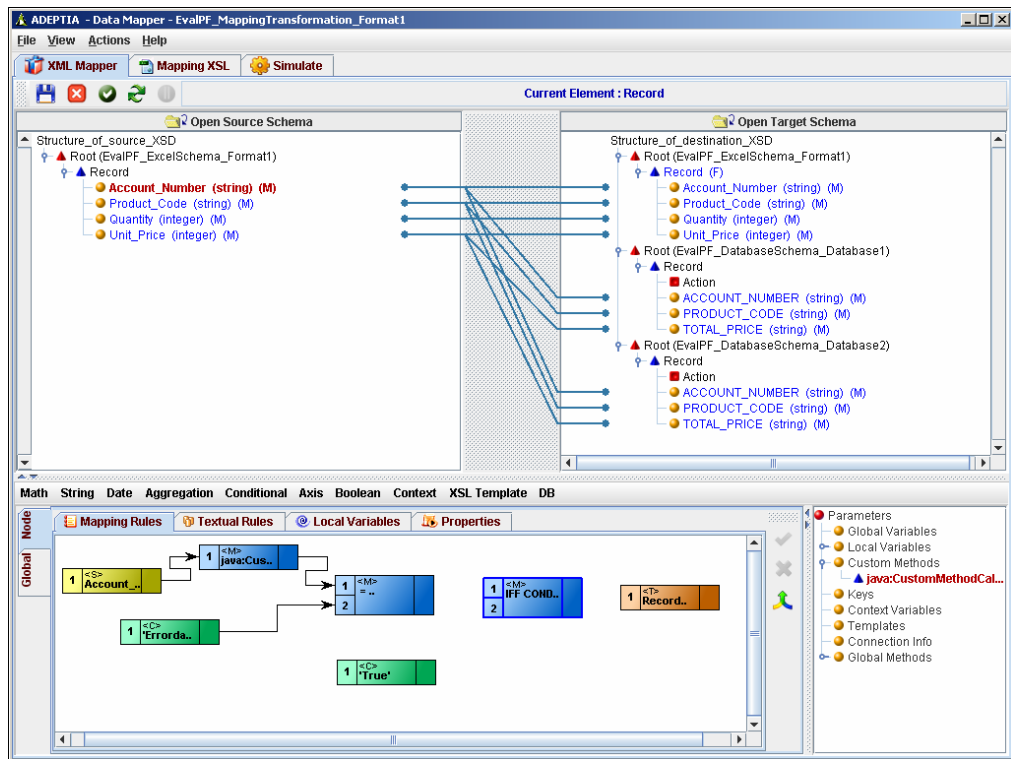 ADEPTIA - Data Mapper - EvalPF_MappingTransformation_Format1
File View Actions Help
XML Mapper Mapping XSL Simulate
Current Element : Record
Open Source Schema Open Target Schema
Structure_of_source_XSD Structure_of_destination_XSD
Root (EvalPF_ExcelSchema_Format1) Root (EvalPF_ExcelSchema_Format1)
Record Record (F)
Account_Number (string) (M) Account_Number (string) (M)
Product_Code (string) (M) Product_Code (string) (M)
Quantity (integer) (M) Quantity (integer) (M)
Unit_Price (integer) (M) Unit_Price (integer) (M)
Root (EvalPF_DatabaseSchema_Database1)
Record
Action
ACCOUNT_NUMBER (string) (M)
PRODUCT_CODE (string) (M)
TOTAL_PRICE (string) (M)
Root (EvalPF_DatabaseSchema_Database2)
Record
Action
ACCOUNT_NUMBER (string) (M)
PRODUCT_CODE (string) (M)
TOTAL_PRICE (string) (M)
Math String Date Aggregation Conditional Axis Boolean Context XSL Template DB
Node
Global
Mapping Rules Textual Rules Local Variables Properties
1 <S> Account_..
1 <M> java:Cus..
1 2 <M> = ..
1 2 <M> IFF COND..
1 <T> Record..
1 <C> 'Errorda..
1 <C> 'True'
Parameters
Global Variables
Local Variables
Custom Methods
java:CustomMethodCal...
Keys
Context Variables
Templates
Connection Info
Global Methods